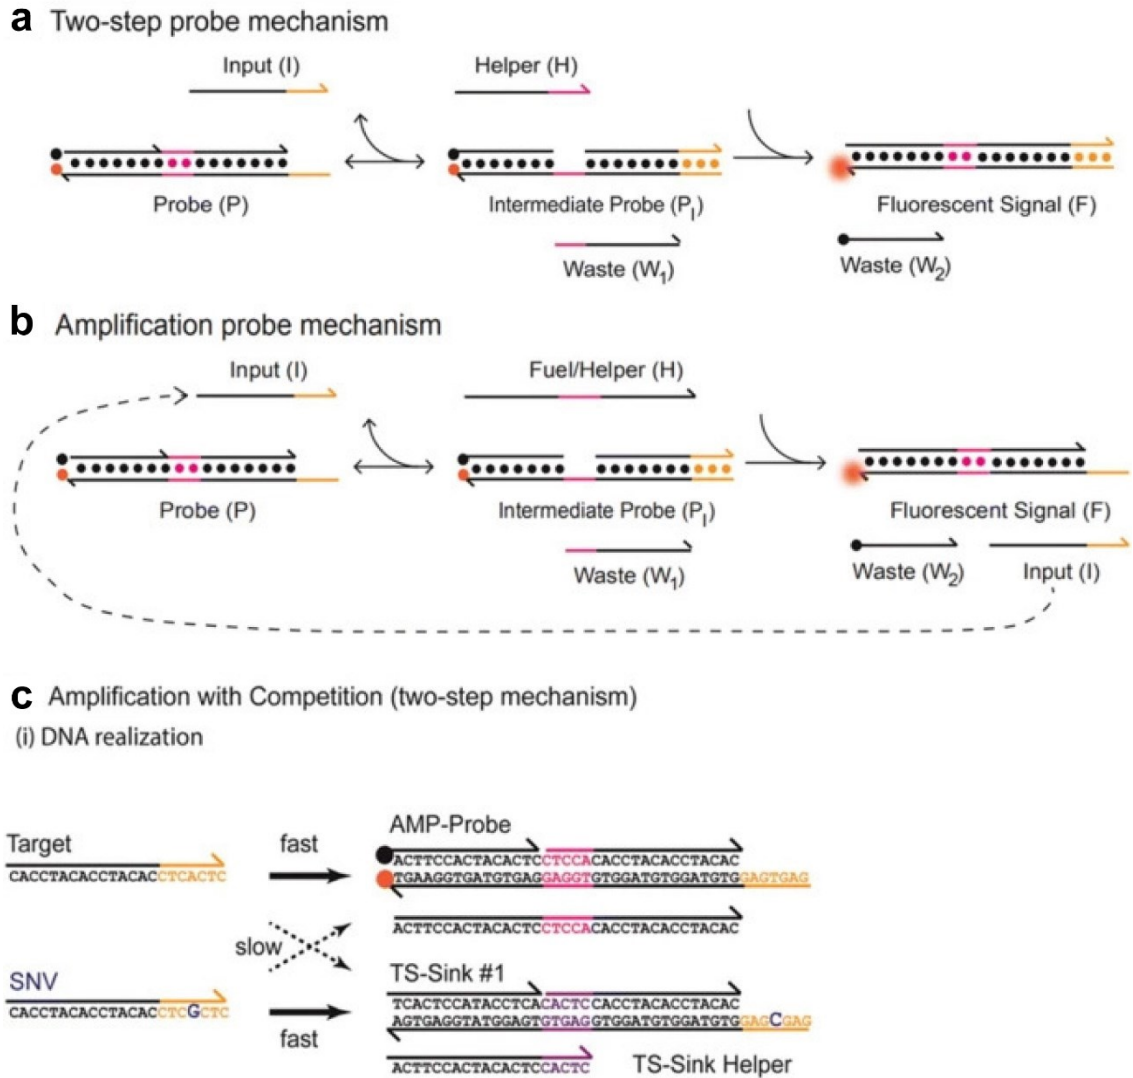 a Two-step probe mechanism
Input (I)
Helper (H)
Probe (P)
Intermediate Probe (PI)
Fluorescent Signal (F)
Waste (W1)
Waste (W2)
b Amplification probe mechanism
Input (I)
Fuel/Helper (H)
Probe (P)
Intermediate Probe (PI)
Fluorescent Signal (F)
Waste (W1)
Waste (W2)
Input (I)
c Amplification with Competition (two-step mechanism)
(i) DNA realization
Target
CACCTACACCTACACCTCACTC
fast
AMP-Probe
ACTTCCACTACACTCCTCCACACCTACACCTACAC
TGAAGGTGATGTGAGGAGGTGTGGATGTGGATGTGGAGTGAG
ACTTCCACTACACTCCTCCACACCTACACCTACAC
slow
SNV
CACCTACACCTACACCTCGCTC
fast
TS-Sink #1
TCACTCCATACCTCACACTCCACCTACACCTACAC
AGTGAGGTATGGAGTGTGAGGTGGATGTGGATGTGGAGCGAG
ACTTCCACTACACTCCACTC
TS-Sink Helper